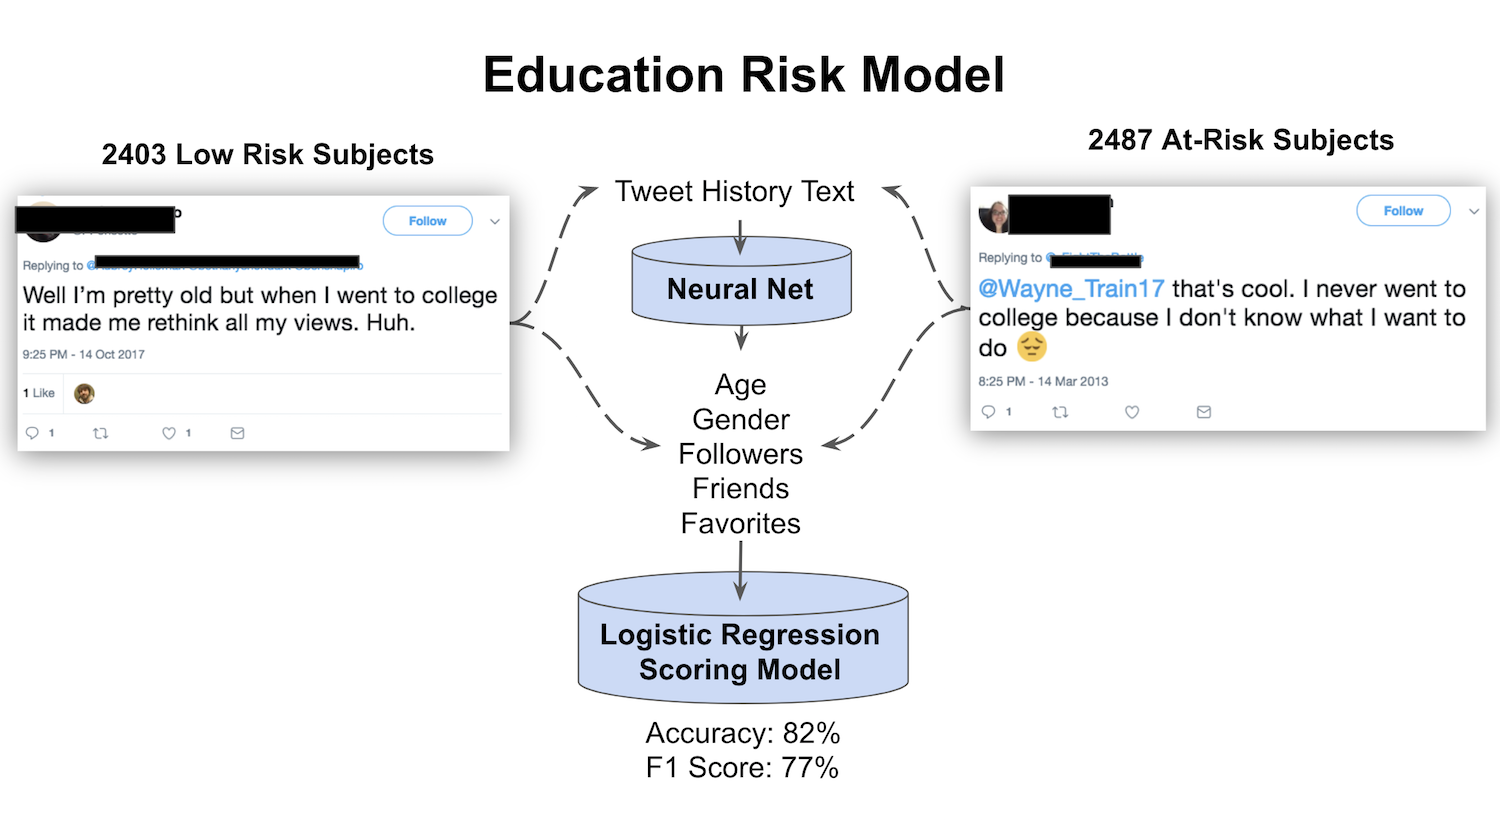 Education Risk Model
2403 Low Risk Subjects
Follow
Replying to
Well I'm pretty old but when I went to college
it made me rethink all my views. Huh.
9:25 PM - 14 Oct 2017
1 Like
1
1
Tweet History Text
Neural Net
Age
Gender
Followers
Friends
Favorites
Logistic Regression
Scoring Model
Accuracy: 82%
F1 Score: 77%
2487 At-Risk Subjects
Follow
Replying to
@Wayne_Train17 that's cool. I never went to
college because I don't know what I want to
do
8:25 PM - 14 Mar 2013
1